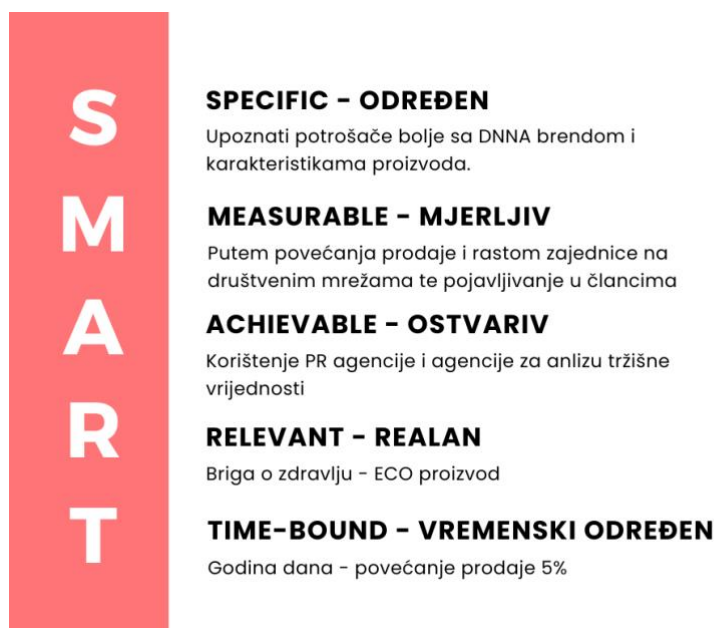 S
SPECIFIC - ODREĐEN
Upoznati potrošače bolje sa DNNA brendom i
karakteristikama proizvoda.
M
MEASURABLE - MJERLJIV
Putem povećanja prodaje i rastom zajednice na
društvenim mrežama te pojavljivanje u člancima
A
ACHIEVABLE - OSTVARIV
Korištenje PR agencije i agencije za anlizu tržišne
vrijednosti
R
RELEVANT - REALAN
Briga o zdravlju - ECO proizvod
T
TIME-BOUND - VREMENSKI ODREĐEN
Godina dana - povećanje prodaje 5%